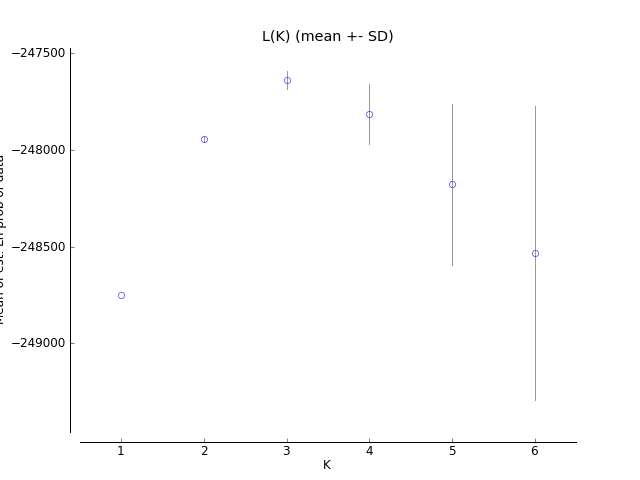 L(K) (mean +- SD)
−247500
−248000
−248500
−249000
Mean of est. Ln prob of data
1 2 3 4 5 6
K